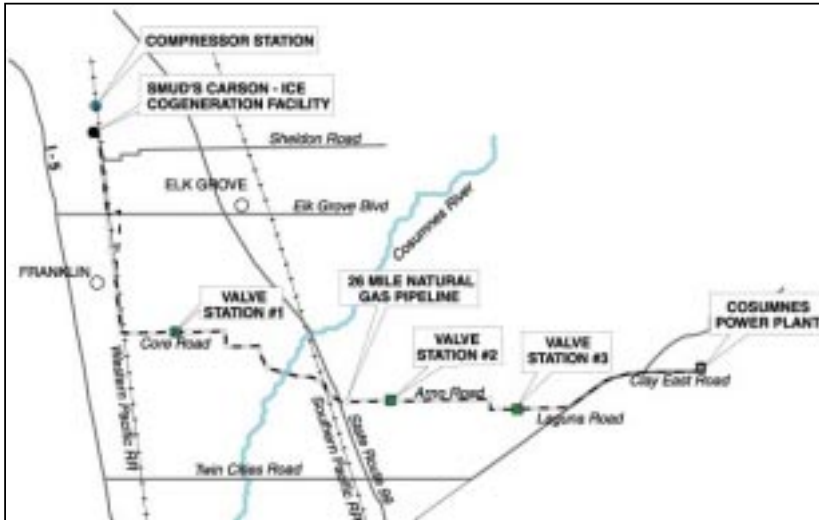 COMPRESSOR STATION
SMUD'S CARSON - ICE
COGENERATION FACILITY
Sheldon Road
I-5
ELK GROVE
Elk Grove Blvd
Cosumnes River
FRANKLIN
26 MILE NATURAL
GAS PIPELINE
VALVE
STATION #1
COSUMNES
POWER PLANT
VALVE
STATION #2
VALVE
STATION #3
Core Road
Clay East Road
Arno Road
Laguna Road
Western Pacific RR
Southern Pacific RR
State Route 99
Twin Cities Road